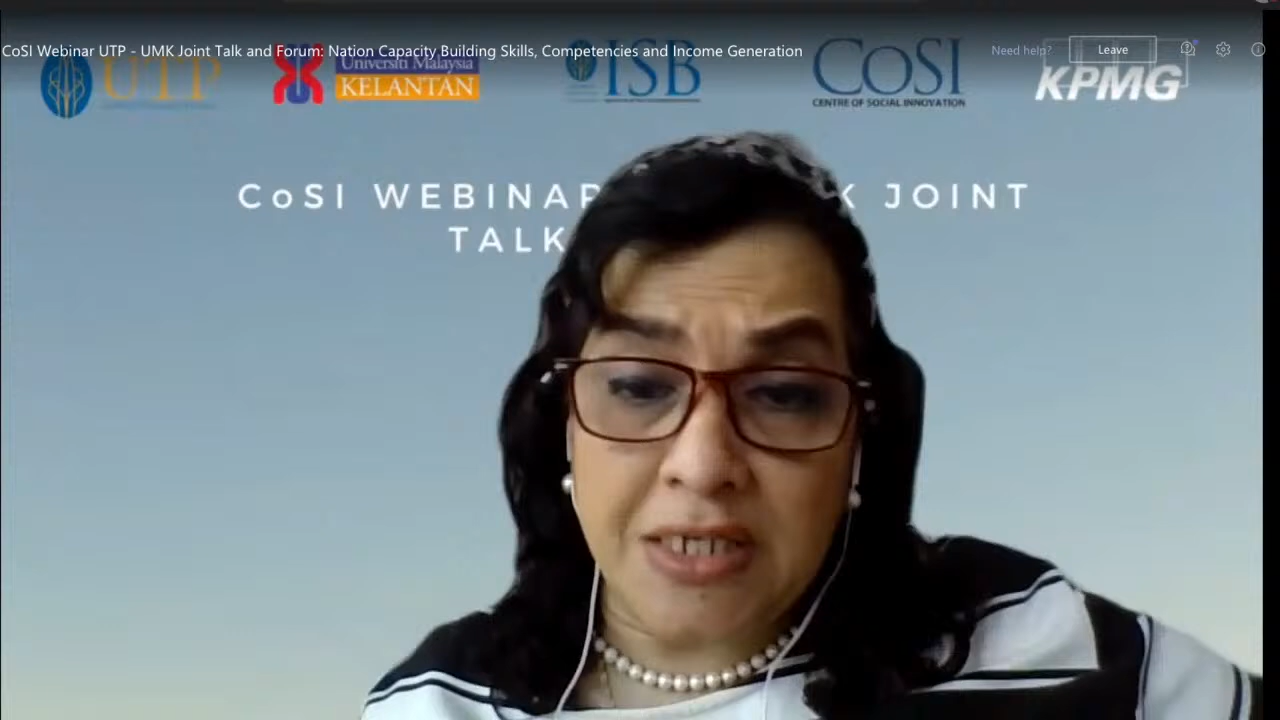 CoSI Webinar UTP - UMK Joint Talk and Forum: Nation Capacity Building Skills, Competencies and Income Generation
Need help?
Leave
UTP
Universiti Malaysia
KELANTAN
ISB
CoSI
CENTRE OF SOCIAL INNOVATION
KPMG
CoSI WEBINAR K JOINT
TALK